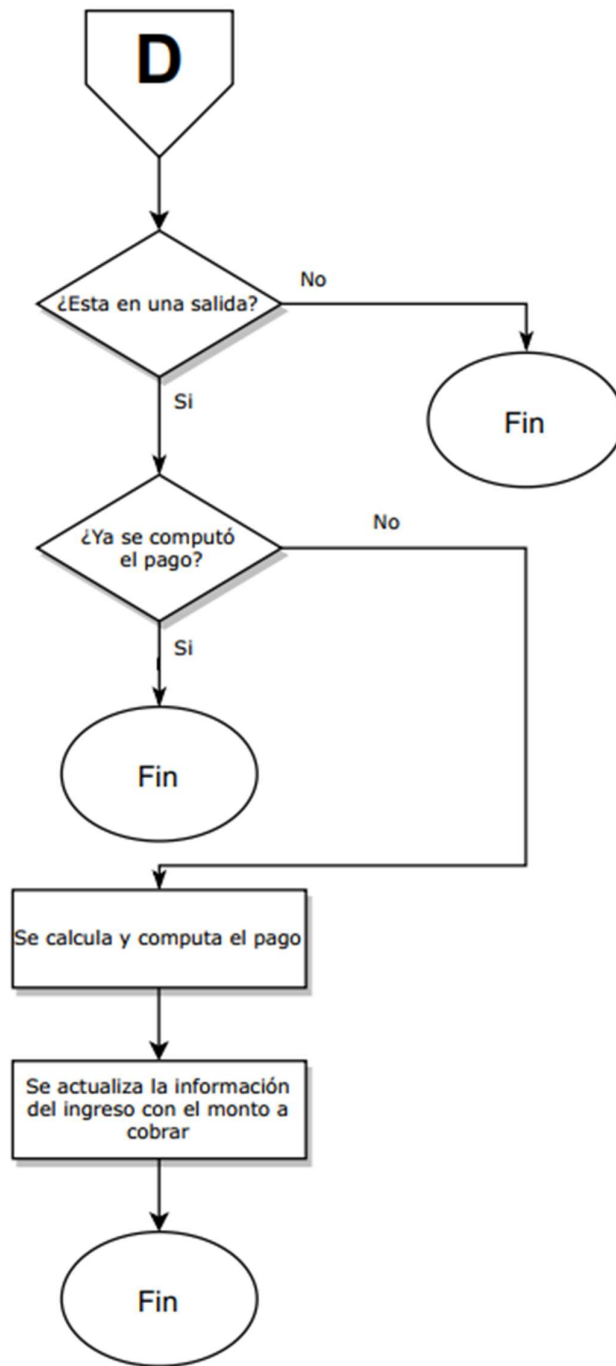 D
¿Esta en una salida?
No
Fin
Si
¿Ya se computó
el pago?
No
Si
Fin
Se calcula y computa el pago
Se actualiza la información
del ingreso con el monto a
cobrar
Fin